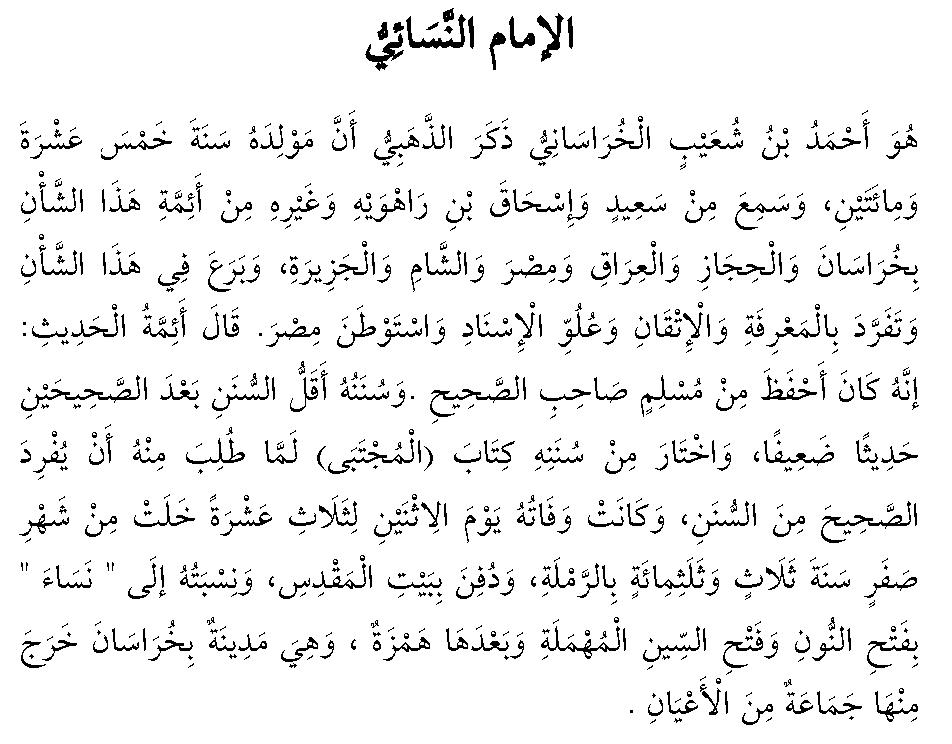 الإمام النَّسَائِيُّ
هُوَ أَحْمَدُ بْنُ شُعَيْبٍ الْخُرَاسَانِيُّ ذَكَرَ الذَّهَبِيُّ أَنَّ مَوْلِدَهُ سَنَةَ خَمْسَ عَشْرَةَ
وَمِائَتَيْنِ، وَسَمِعَ مِنْ سَعِيدٍ وَإِسْحَاقَ بْنِ رَاهْوَيْهِ وَغَيْرِهِ مِنْ أَئِمَّةِ هَذَا الشَّأْنِ
بِخُرَاسَانَ وَالْحِجَازِ وَالْعِرَاقِ وَمِصْرَ وَالشَّامِ وَالْجَزِيرَةِ، وَبَرَعَ فِي هَذَا الشَّأْنِ
وَتَفَرَّدَ بِالْمَعْرِفَةِ وَالْإِتْقَانِ وَعُلُوِّ الْإِسْنَادِ وَاسْتَوْطَنَ مِصْرَ. قَالَ أَئِمَّةُ الْحَدِيثِ:
إنَّهُ كَانَ أَحْفَظَ مِنْ مُسْلِمٍ صَاحِبِ الصَّحِيحِ .وَسُنَنُهُ أَقَلُّ السُّنَنِ بَعْدَ الصَّحِيحَيْنِ
حَدِيثًا ضَعِيفًا، وَاخْتَارَ مِنْ سُنَنِهِ كِتَابَ (الْمُجْتَبَى) لَمَّا طُلِبَ مِنْهُ أَنْ يُفْرِدَ
الصَّحِيحَ مِنَ السُّنَنِ، وَكَانَتْ وَفَاتُهُ يَوْمَ الِاثْنَيْنِ لِثَلَاثِ عَشْرَةً خَلَتْ مِنْ شَهْرِ
صَفَرٍ سَنَةَ ثَلَاثٍ وَثَلَثِمِائَةٍ بِالرَّمْلَةِ، وَدُفِنَ بِبَيْتِ الْمَقْدِسِ، وَنِسْبَتُهُ إلَى " نَسَاءَ "
بِفَتْحِ النُّونِ وَفَتْحِ السِّينِ الْمُهْمَلَةِ وَبَعْدَهَا هَمْزَةٌ ، وَهِيَ مَدِينَةٌ بِخُرَاسَانَ خَرَجَ
مِنْهَا جَمَاعَةٌ مِنَ الْأَعْيَانِ .